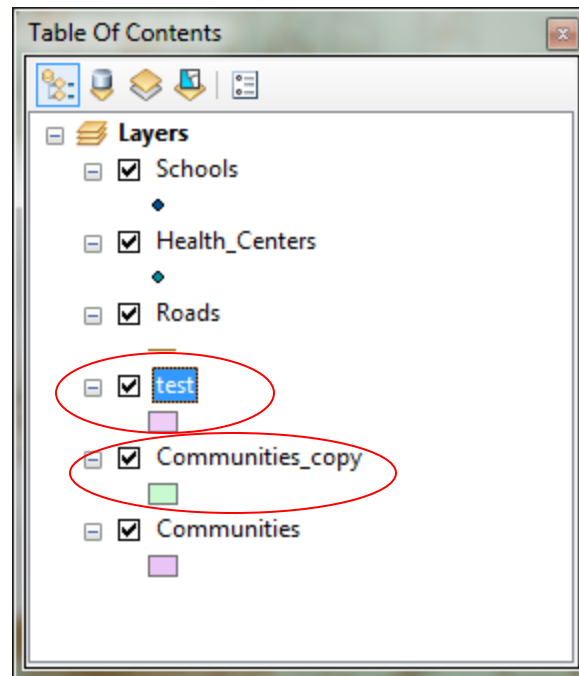 Table Of Contents
Layers
Schools
Health_Centers
Roads
test
Communities_copy
Communities